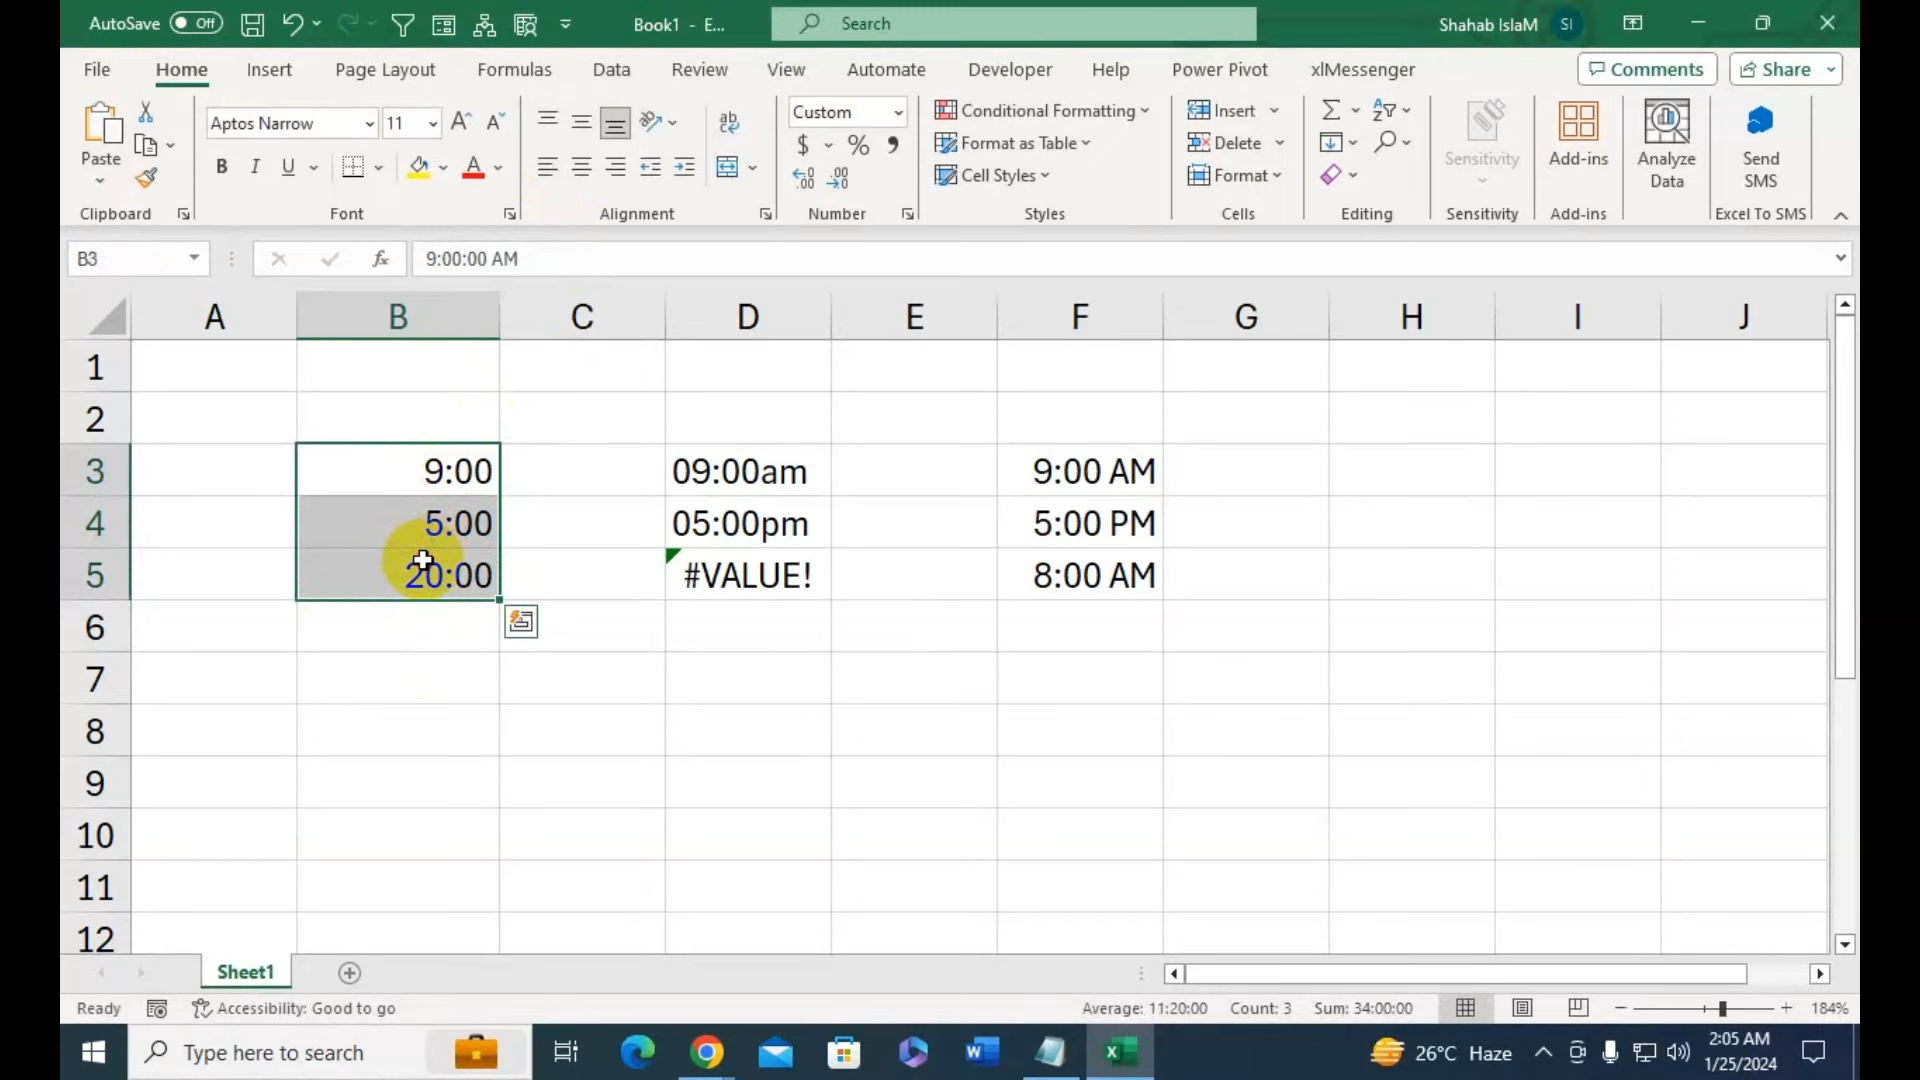 AutoSave Off Book1 - E... Search Shahab IslaM SI
File Home Insert Page Layout Formulas Data Review View Automate Developer Help Power Pivot xlMessenger Comments Share
Paste Aptos Narrow 11 B I U A ab Custom $ % Conditional Formatting Format as Table Cell Styles Insert Delete Format Sensitivity Add-ins Analyze Data Send SMS
Clipboard Font Alignment Number Styles Cells Editing Sensitivity Add-ins Excel To SMS
B3 fx 9:00:00 AM
A B C D E F G H I J
1
2
3 9:00 09:00am 9:00 AM
4 5:00 05:00pm 5:00 PM
5 20:00 #VALUE! 8:00 AM
6
7
8
9
10
11
12
Sheet1
Ready Accessibility: Good to go Average: 11:20:00 Count: 3 Sum: 34:00:00 184%
Type here to search 26°C Haze 2:05 AM
1/25/2024